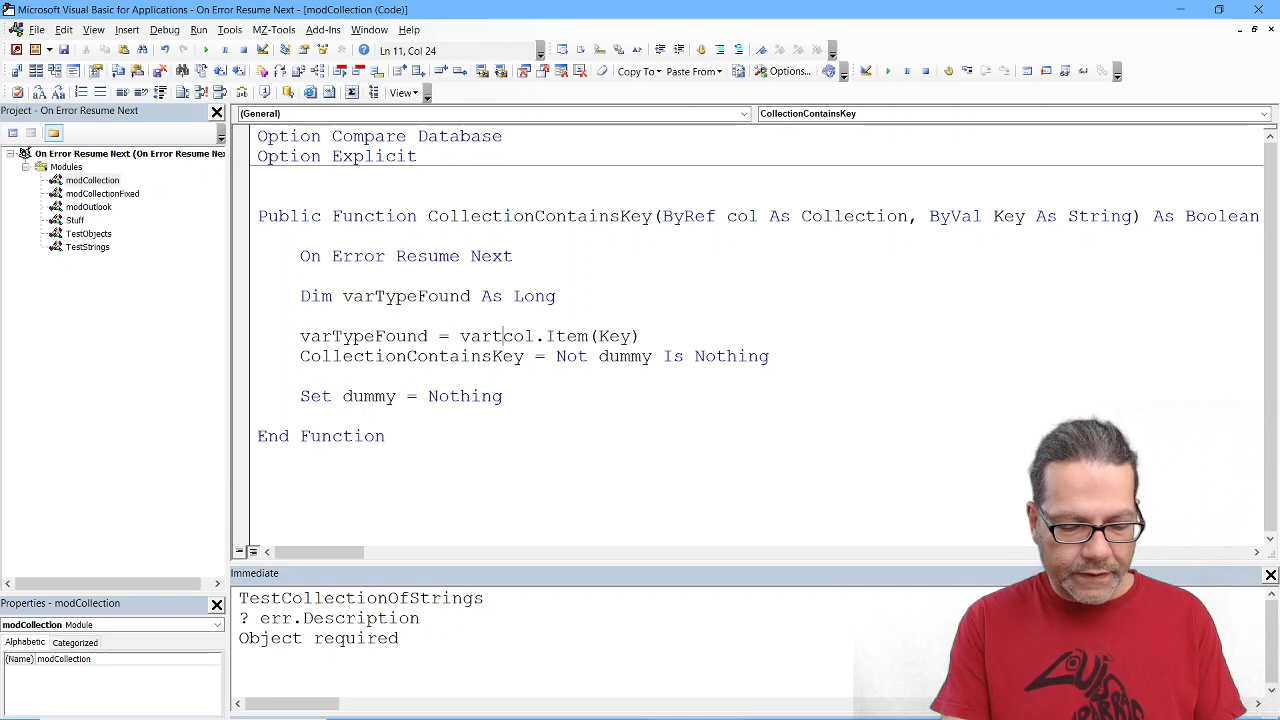 Microsoft Visual Basic for Applications - On Error Resume Next - [modCollection (Code)]
File Edit View Insert Debug Run Tools MZ-Tools Add-Ins Window Help
Ln 11, Col 24
Copy To Paste From Options...
View
Project - On Error Resume Next
(General)
CollectionContainsKey
On Error Resume Next (On Error Resume Ne
Modules
modCollection
modCollectionFixed
modOutlook
Stuff
TestObjects
TestStrings
Option Compare Database
Option Explicit
Public Function CollectionContainsKey(ByRef col As Collection, ByVal Key As String) As Boolean
On Error Resume Next
Dim varTypeFound As Long
varTypeFound = vartcol.Item(Key)
CollectionContainsKey = Not dummy Is Nothing
Set dummy = Nothing
End Function
Immediate
TestCollectionOfStrings
? err.Description
Object required
Properties - modCollection
modCollection Module
Alphabetic Categorized
(Name) modCollection